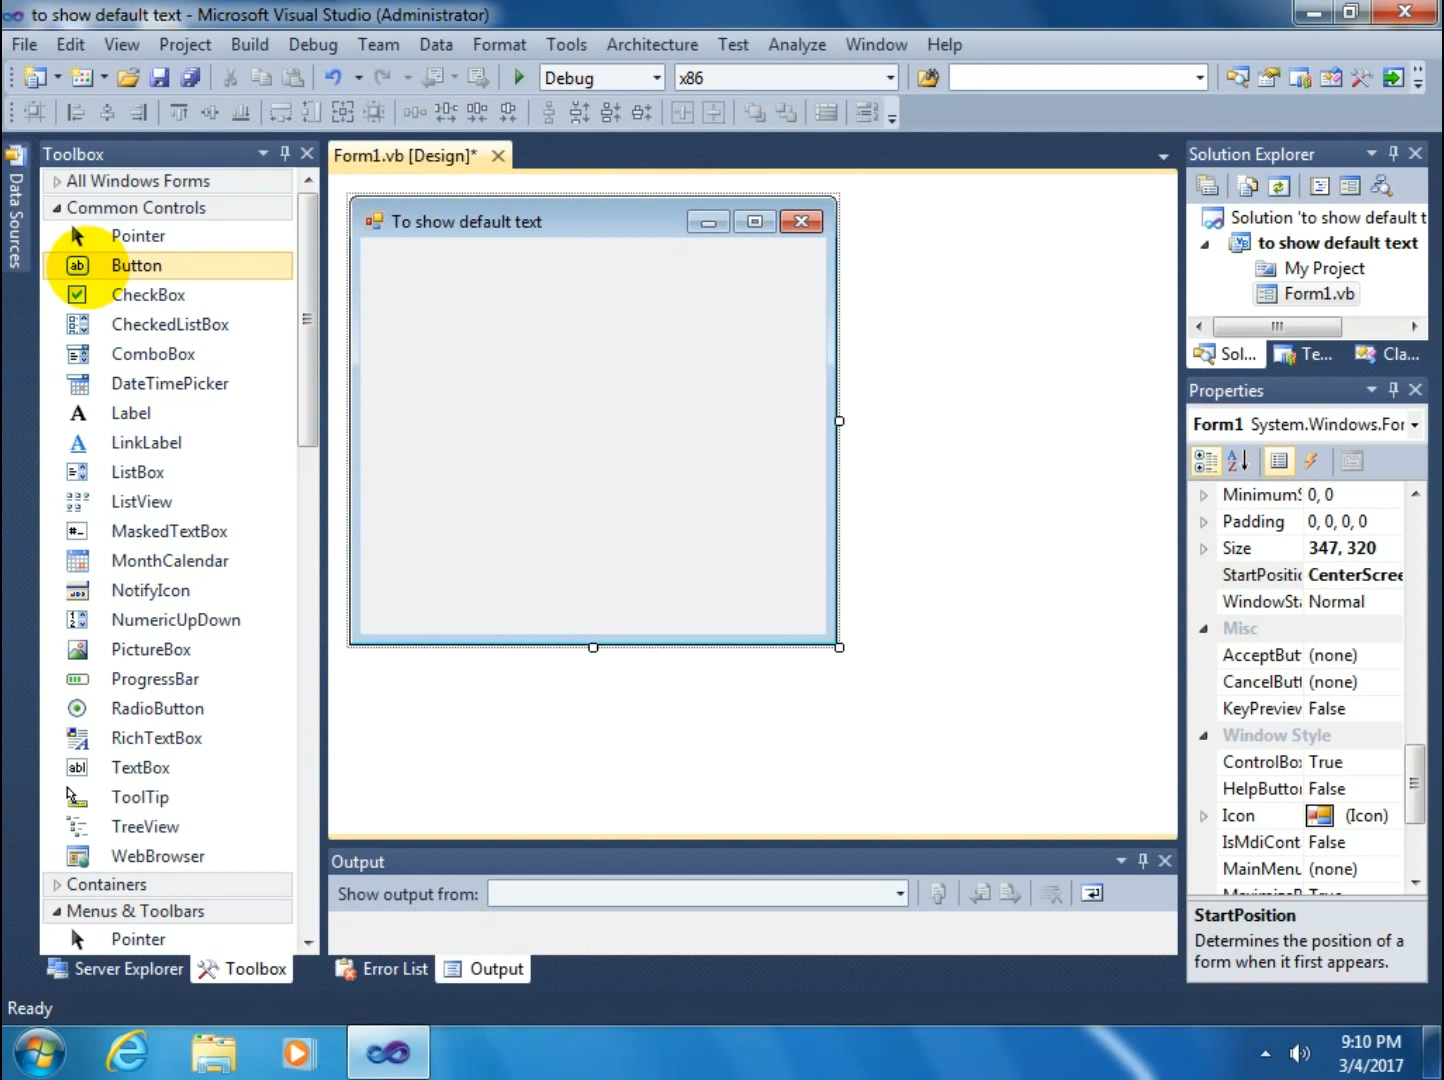 to show default text - Microsoft Visual Studio (Administrator)
File Edit View Project Build Debug Team Data Format Tools Architecture Test Analyze Window Help
Debug x86
Data Sources
Toolbox
All Windows Forms
Common Controls
Pointer
Button
CheckBox
CheckedListBox
ComboBox
DateTimePicker
Label
LinkLabel
ListBox
ListView
MaskedTextBox
MonthCalendar
NotifyIcon
NumericUpDown
PictureBox
ProgressBar
RadioButton
RichTextBox
TextBox
ToolTip
TreeView
WebBrowser
Containers
Menus & Toolbars
Pointer
Server Explorer Toolbox
Form1.vb [Design]*
To show default text
Output
Show output from:
Error List Output
Solution Explorer
Solution 'to show default t
to show default text
My Project
Form1.vb
Sol... Te... Cla...
Properties
Form1 System.Windows.For
MinimumS 0, 0
Padding 0, 0, 0, 0
Size 347, 320
StartPositic CenterScree
WindowSta Normal
Misc
AcceptButt (none)
CancelButt (none)
KeyPreview False
Window Style
ControlBox True
HelpButton False
Icon (Icon)
IsMdiCont False
MainMenu (none)
StartPosition
Determines the position of a
form when it first appears.
Ready
9:10 PM
3/4/2017